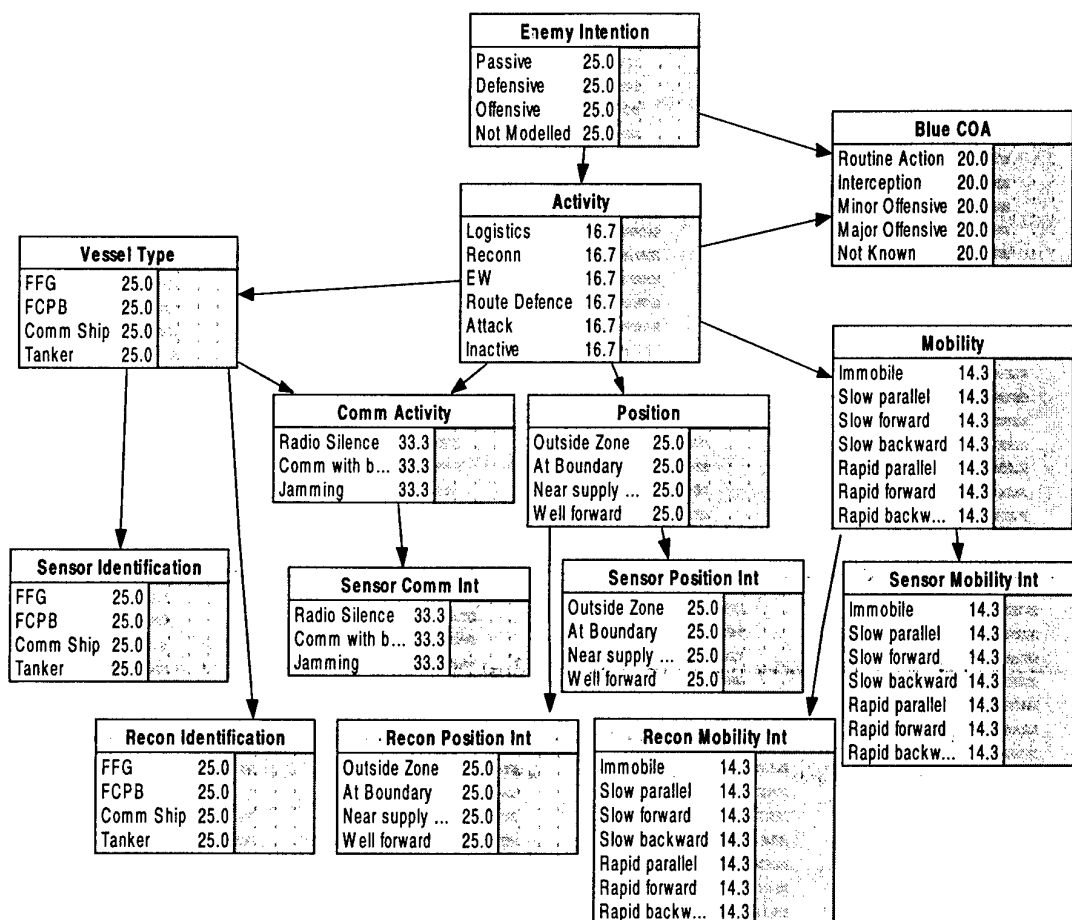 Enemy Intention
Passive 25.0
Defensive 25.0
Offensive 25.0
Not Modelled 25.0
Blue COA
Routine Action 20.0
Interception 20.0
Minor Offensive 20.0
Major Offensive 20.0
Not Known 20.0
Activity
Logistics 16.7
Reconn 16.7
EW 16.7
Route Defence 16.7
Attack 16.7
Inactive 16.7
Vessel Type
FFG 25.0
FCPB 25.0
Comm Ship 25.0
Tanker 25.0
Mobility
Immobile 14.3
Slow parallel 14.3
Slow forward 14.3
Slow backward 14.3
Rapid parallel 14.3
Rapid forward 14.3
Rapid backw... 14.3
Comm Activity
Radio Silence 33.3
Comm with b... 33.3
Jamming 33.3
Position
Outside Zone 25.0
At Boundary 25.0
Near supply ... 25.0
Well forward 25.0
Sensor Identification
FFG 25.0
FCPB 25.0
Comm Ship 25.0
Tanker 25.0
Sensor Comm Int
Radio Silence 33.3
Comm with b... 33.3
Jamming 33.3
Sensor Position Int
Outside Zone 25.0
At Boundary 25.0
Near supply ... 25.0
Well forward 25.0
Sensor Mobility Int
Immobile 14.3
Slow parallel 14.3
Slow forward 14.3
Slow backward 14.3
Rapid parallel 14.3
Rapid forward 14.3
Rapid backw... 14.3
Recon Identification
FFG 25.0
FCPB 25.0
Comm Ship 25.0
Tanker 25.0
Recon Position Int
Outside Zone 25.0
At Boundary 25.0
Near supply ... 25.0
Well forward 25.0
Recon Mobility Int
Immobile 14.3
Slow parallel 14.3
Slow forward 14.3
Slow backward 14.3
Rapid parallel 14.3
Rapid forward 14.3
Rapid backw... 14.3